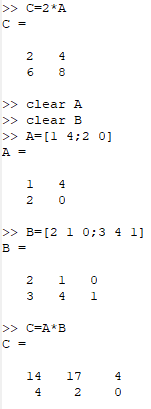 >> C=2*A
C =
2 4
6 8
>> clear A
>> clear B
>> A=[1 4;2 0]
A =
1 4
2 0
>> B=[2 1 0;3 4 1]
B =
2 1 0
3 4 1
>> C=A*B
C =
14 17 4
4 2 0